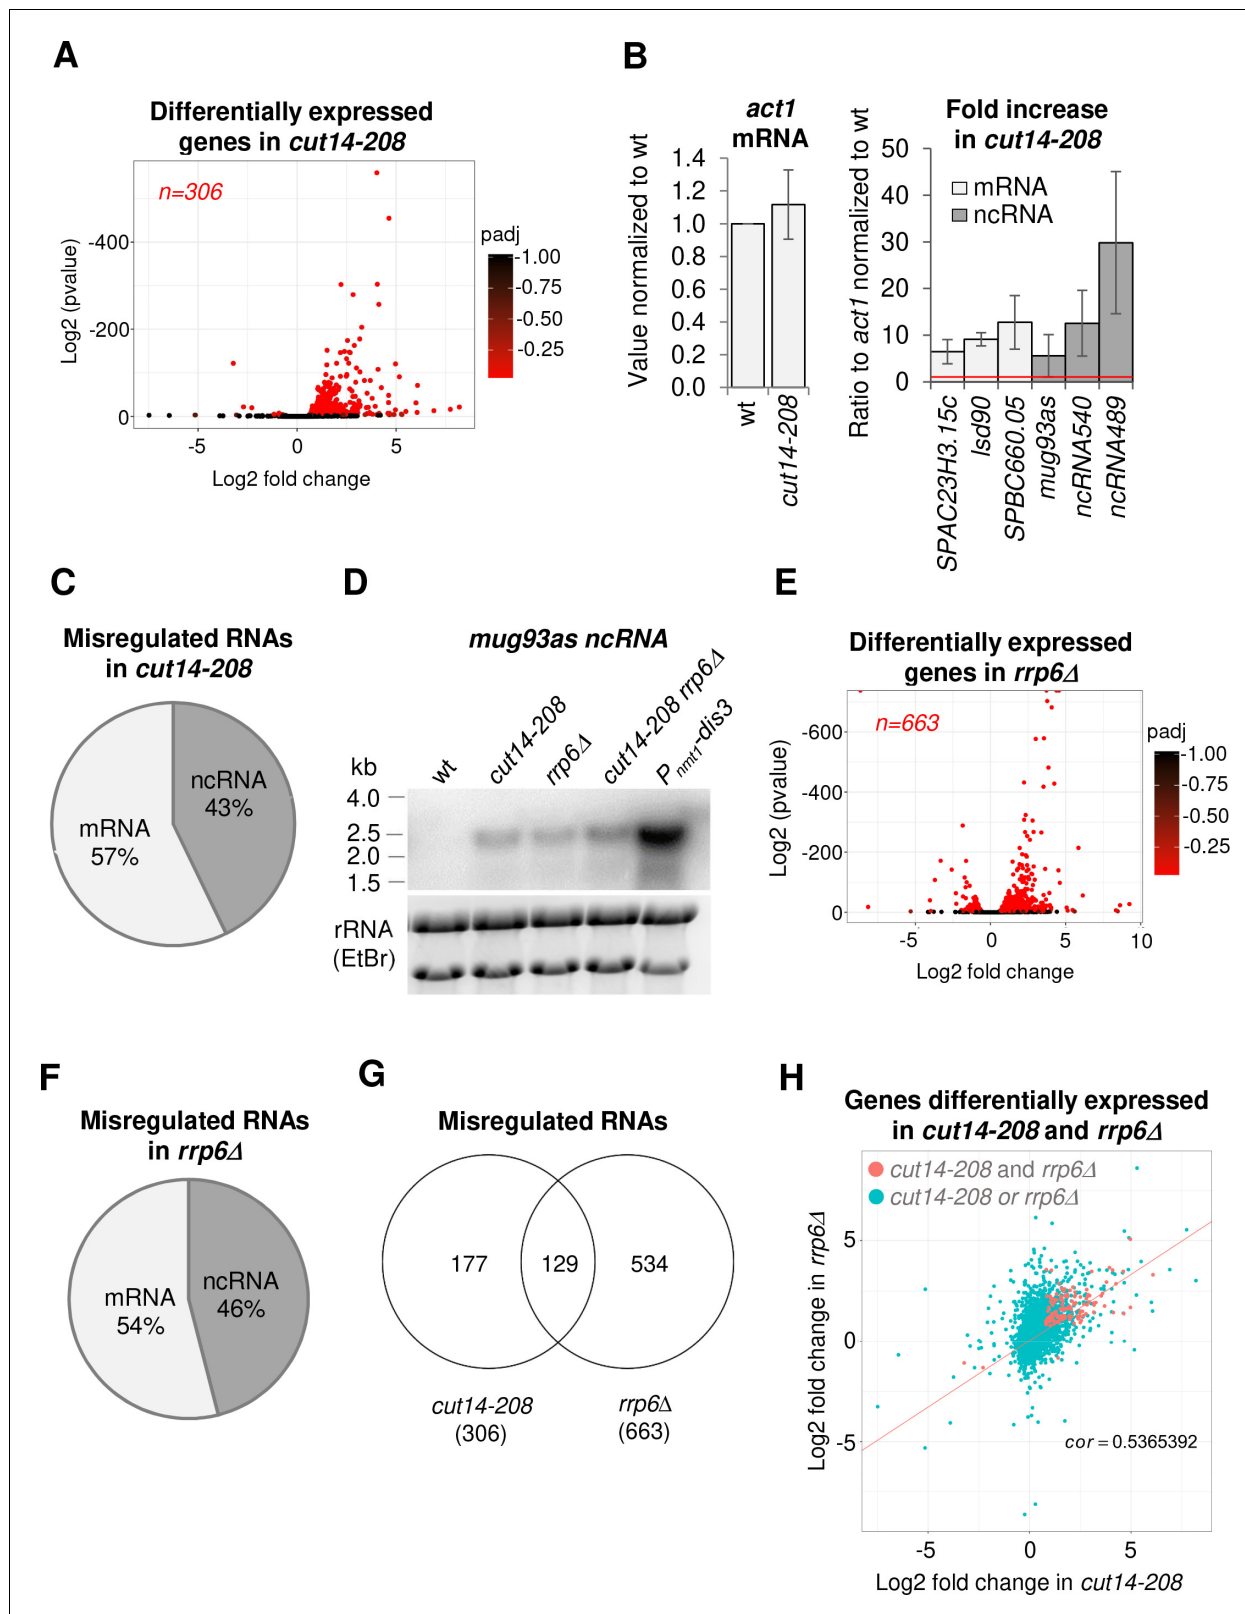 A
Differentially expressed
genes in cut14-208
n=306
Log2 (pvalue)
-400
-200
0
-5
0
5
Log2 fold change
padj
1.00
0.75
0.50
0.25
B
act1
mRNA
Value normalized to wt
1.4
1.2
1.0
0.8
0.6
0.4
0.2
0.0
wt
cut14-208
Fold increase
in cut14-208
Ratio to act1 normalized to wt
50
40
30
20
10
0
mRNA
ncRNA
SPAC23H3.15c
lsd90
SPBC660.05
mug93as
ncRNA540
ncRNA489
C
Misregulated RNAs
in cut14-208
ncRNA
43%
mRNA
57%
D
mug93as ncRNA
kb
wt
cut14-208
rrp6Δ
cut14-208 rrp6Δ
Pnmt1-dis3
4.0
2.5
2.0
1.5
rRNA
(EtBr)
E
Differentially expressed
genes in rrp6Δ
n=663
Log2 (pvalue)
-600
-400
-200
0
-5
0
5
10
Log2 fold change
padj
1.00
0.75
0.50
0.25
F
Misregulated RNAs
in rrp6Δ
ncRNA
46%
mRNA
54%
G
Misregulated RNAs
177
129
534
cut14-208
(306)
rrp6Δ
(663)
H
Genes differentially expressed
in cut14-208 and rrp6Δ
cut14-208 and rrp6Δ
cut14-208 or rrp6Δ
Log2 fold change in rrp6Δ
5
0
-5
cor = 0.5365392
-5
0
5
Log2 fold change in cut14-208